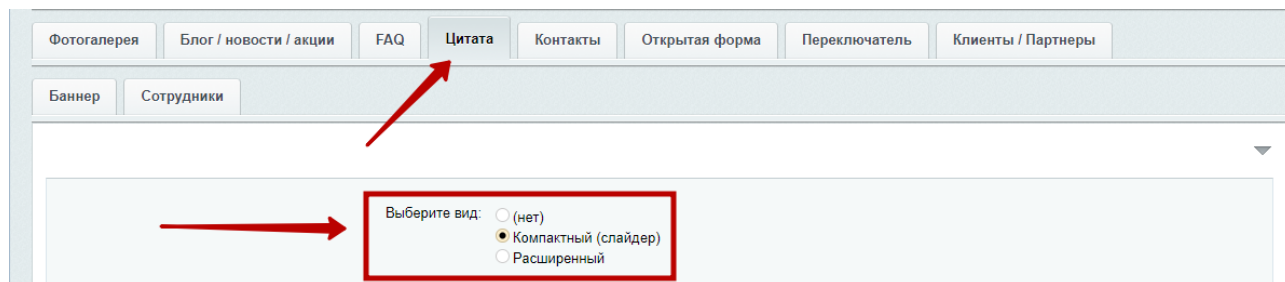 Фотогалерея Блог / новости / акции FAQ Цитата Контакты Открытая форма Переключатель Клиенты / Партнеры
Баннер Сотрудники
Выберите вид: (нет)
Компактный (слайдер)
Расширенный